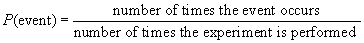 P(event) = number of times the event occurs / number of times the experiment is performed